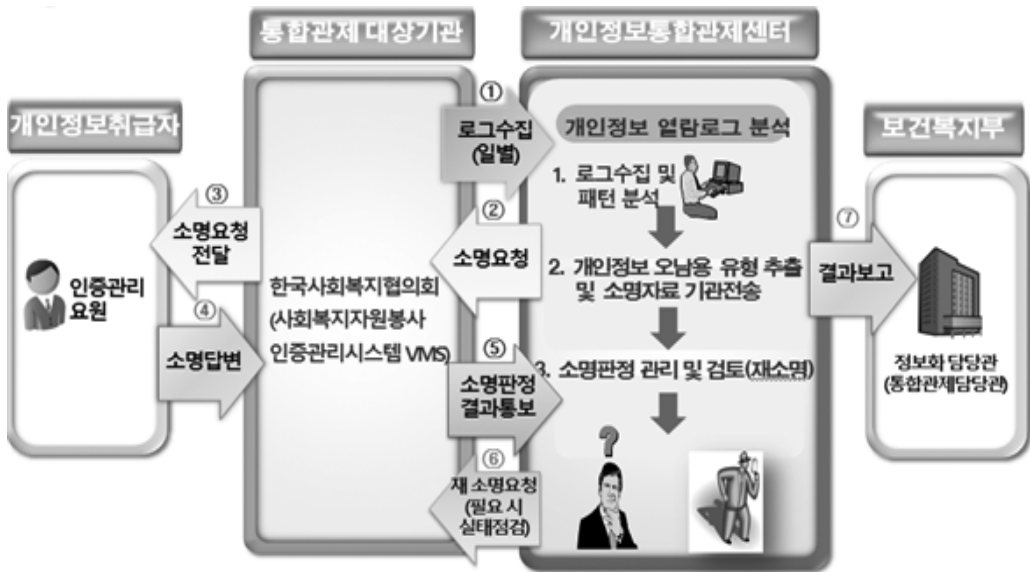 통합관제 대상기관
개인정보통합관제센터
개인정보취급자
보건복지부
①
로그수집
(일별)
개인정보 열람로그 분석
1. 로그수집 및
패턴 분석
③
소명요청
전달
②
소명요청
⑦
결과보고
2. 개인정보 오남용 유형 추출
및 소명자료 기관전송
인증관리
요원
한국사회복지협의회
(사회복지자원봉사
인증관리시스템 VMS)
④
소명답변
⑤
소명판정
결과통보
3. 소명판정 관리 및 검토(재소명)
정보화 담당관
(통합관제담당관)
⑥
재 소명요청
(필요 시
실태점검)
?